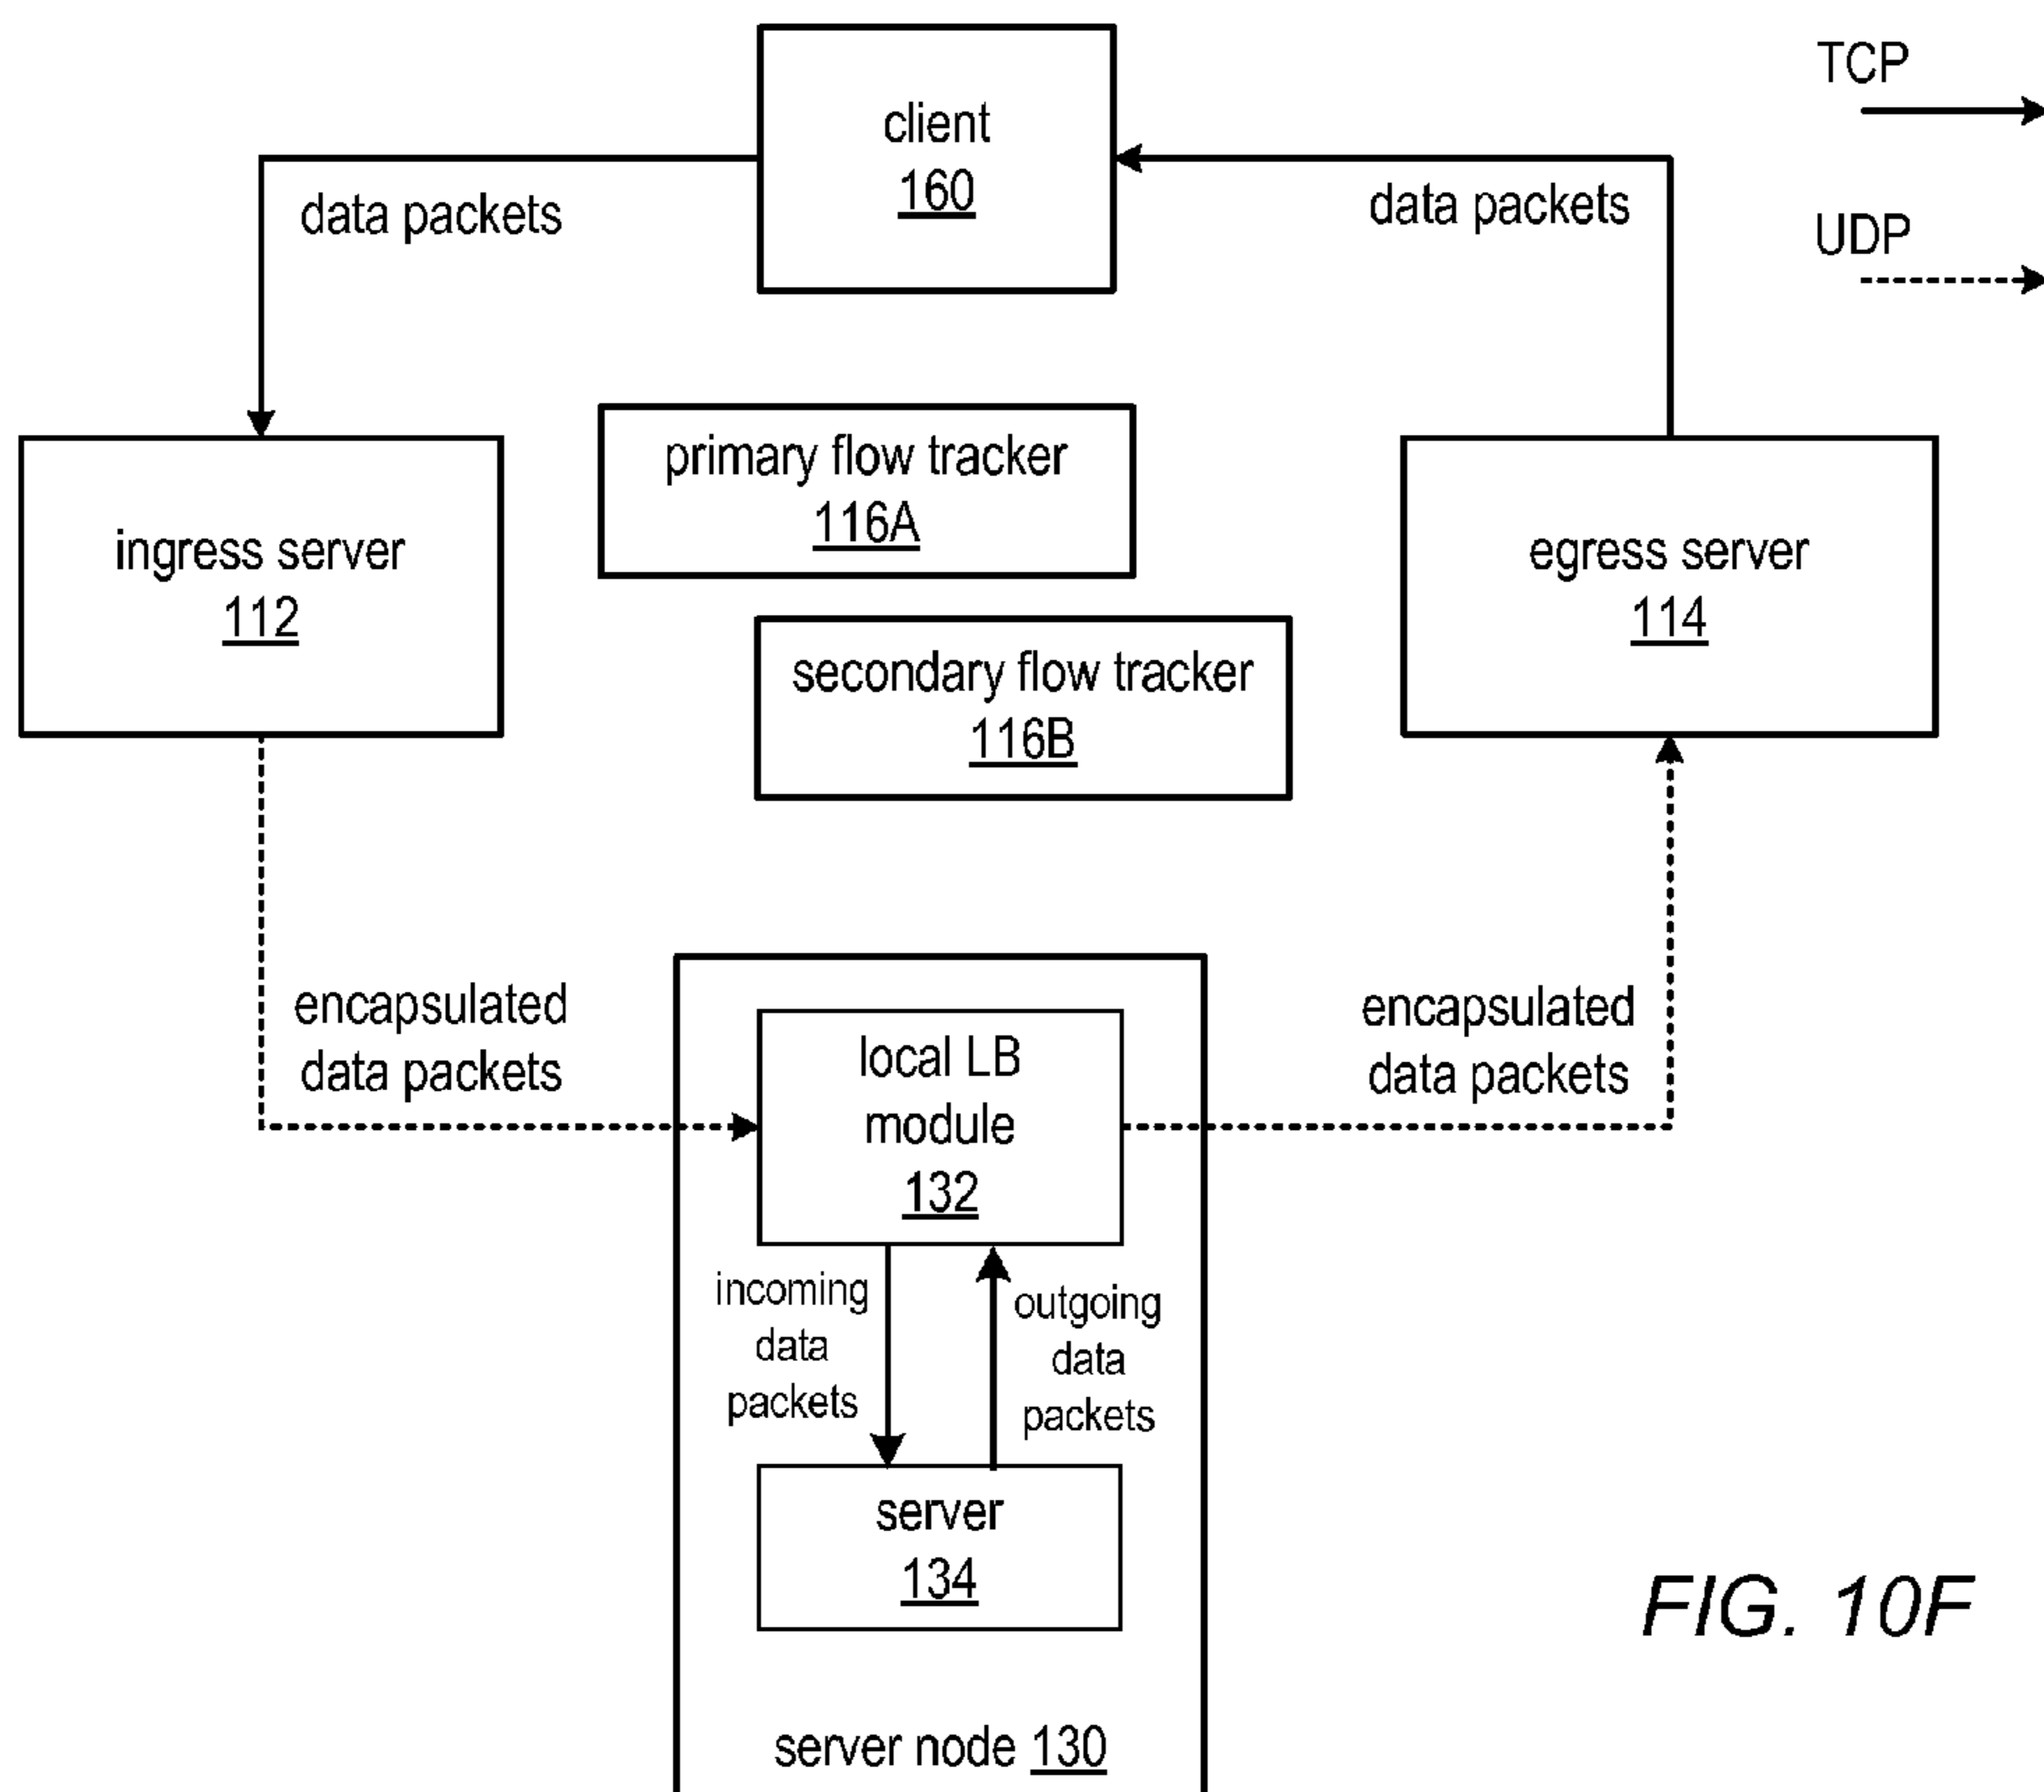 client
160
TCP
data packets
data packets
UDP
primary flow tracker
116A
ingress server
112
egress server
114
secondary flow tracker
116B
encapsulated
data packets
local LB
module
132
encapsulated
data packets
incoming
data
packets
outgoing
data
packets
server
134
FIG. 10F
server node 130